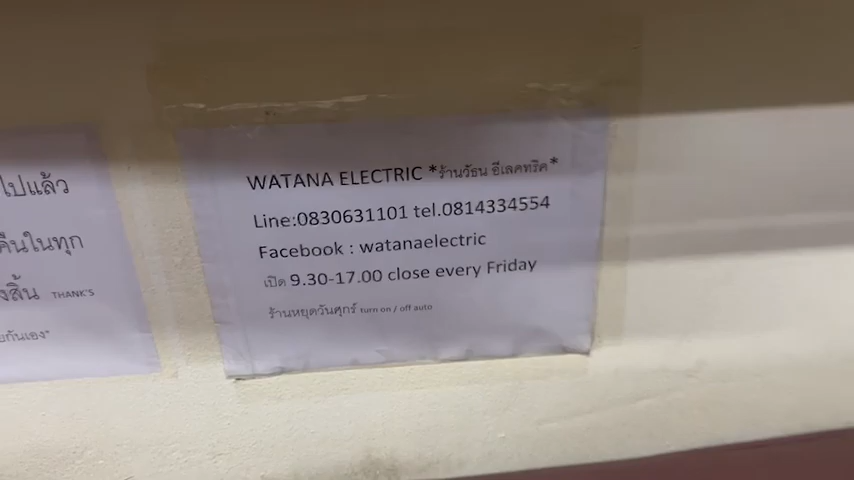 ไปแล้ว
คืนในทุก
งสิ้น THANK'S
ยกันเอง"
WATANA ELECTRIC *ร้านวัธน อีเลคทริค*
Line:0830631101 tel.0814334554
Facebook : watanaelectric
เปิด 9.30-17.00 close every Friday
ร้านหยุดวันศุกร์ turn on / off auto